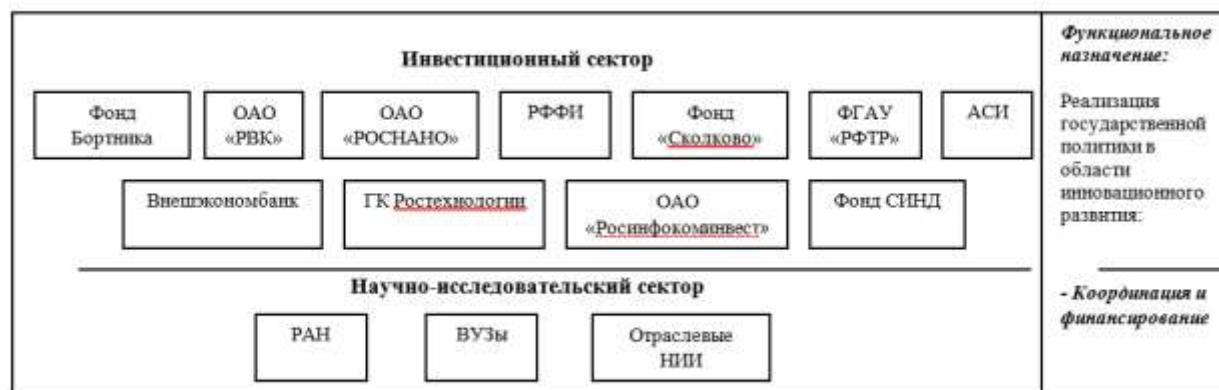 Инвестиционный сектор
Фонд
Бортника
ОАО
«РВК»
ОАО
«РОСНАНО»
РФФИ
Фонд
«Сколково»
ФГАУ
«РФТР»
АСИ
Внешэкономбанк
ГК Ростехнологии
ОАО
«Росинфокоминвест»
Фонд СИНД
Научно-исследовательский сектор
РАН
ВУЗы
Отраслевые
НИИ
Функциональное
назначение:
Реализация
государственной
политики в
области
инновационного
развития:
- Координация и
финансирование